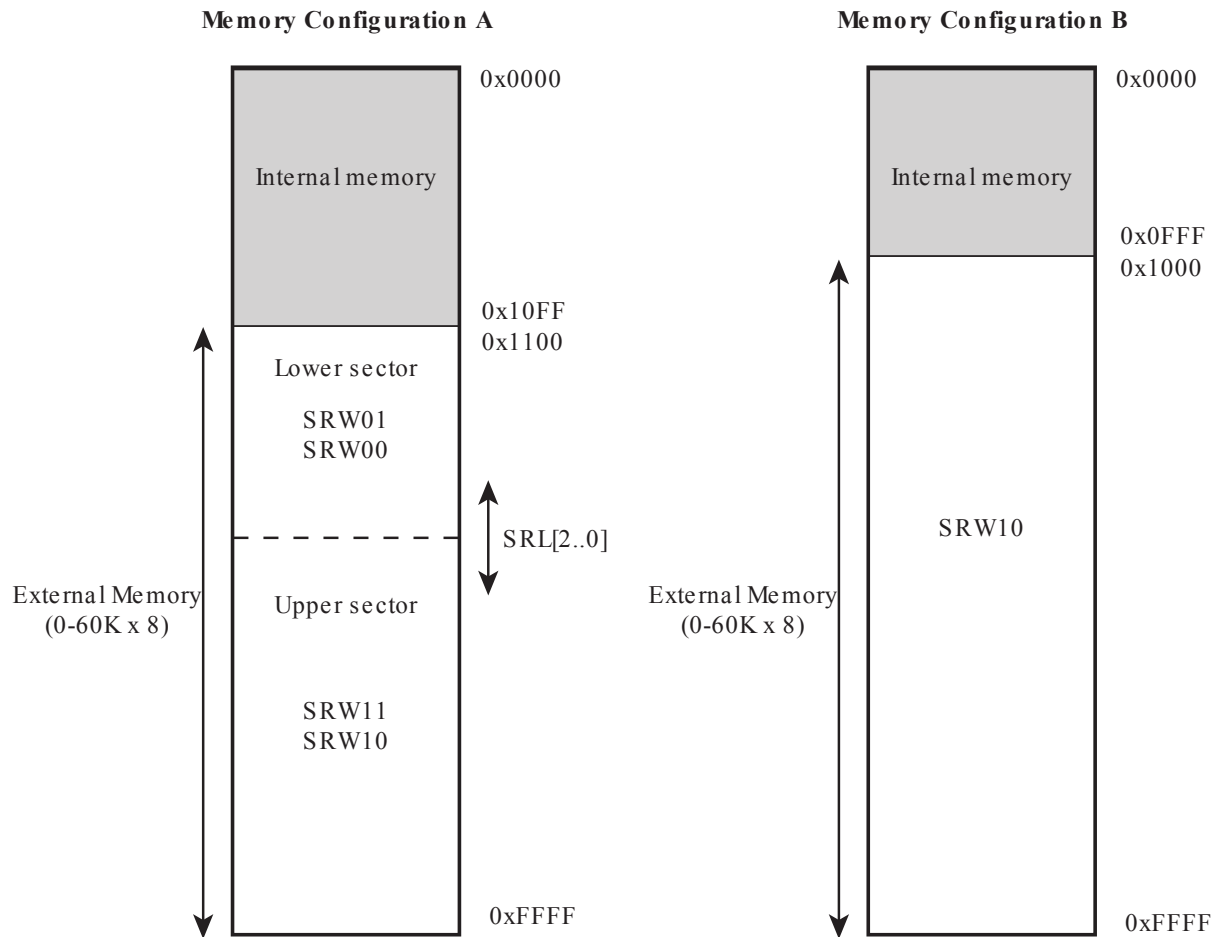 Memory Configuration A
0x0000
Internal memory
0x10FF
0x1100
Lower sector
SRW01
SRW00
SRL[2..0]
External Memory
(0-60K x 8)
Upper sector
SRW11
SRW10
0xFFFF
Memory Configuration B
0x0000
Internal memory
0x0FFF
0x1000
SRW10
External Memory
(0-60K x 8)
0xFFFF